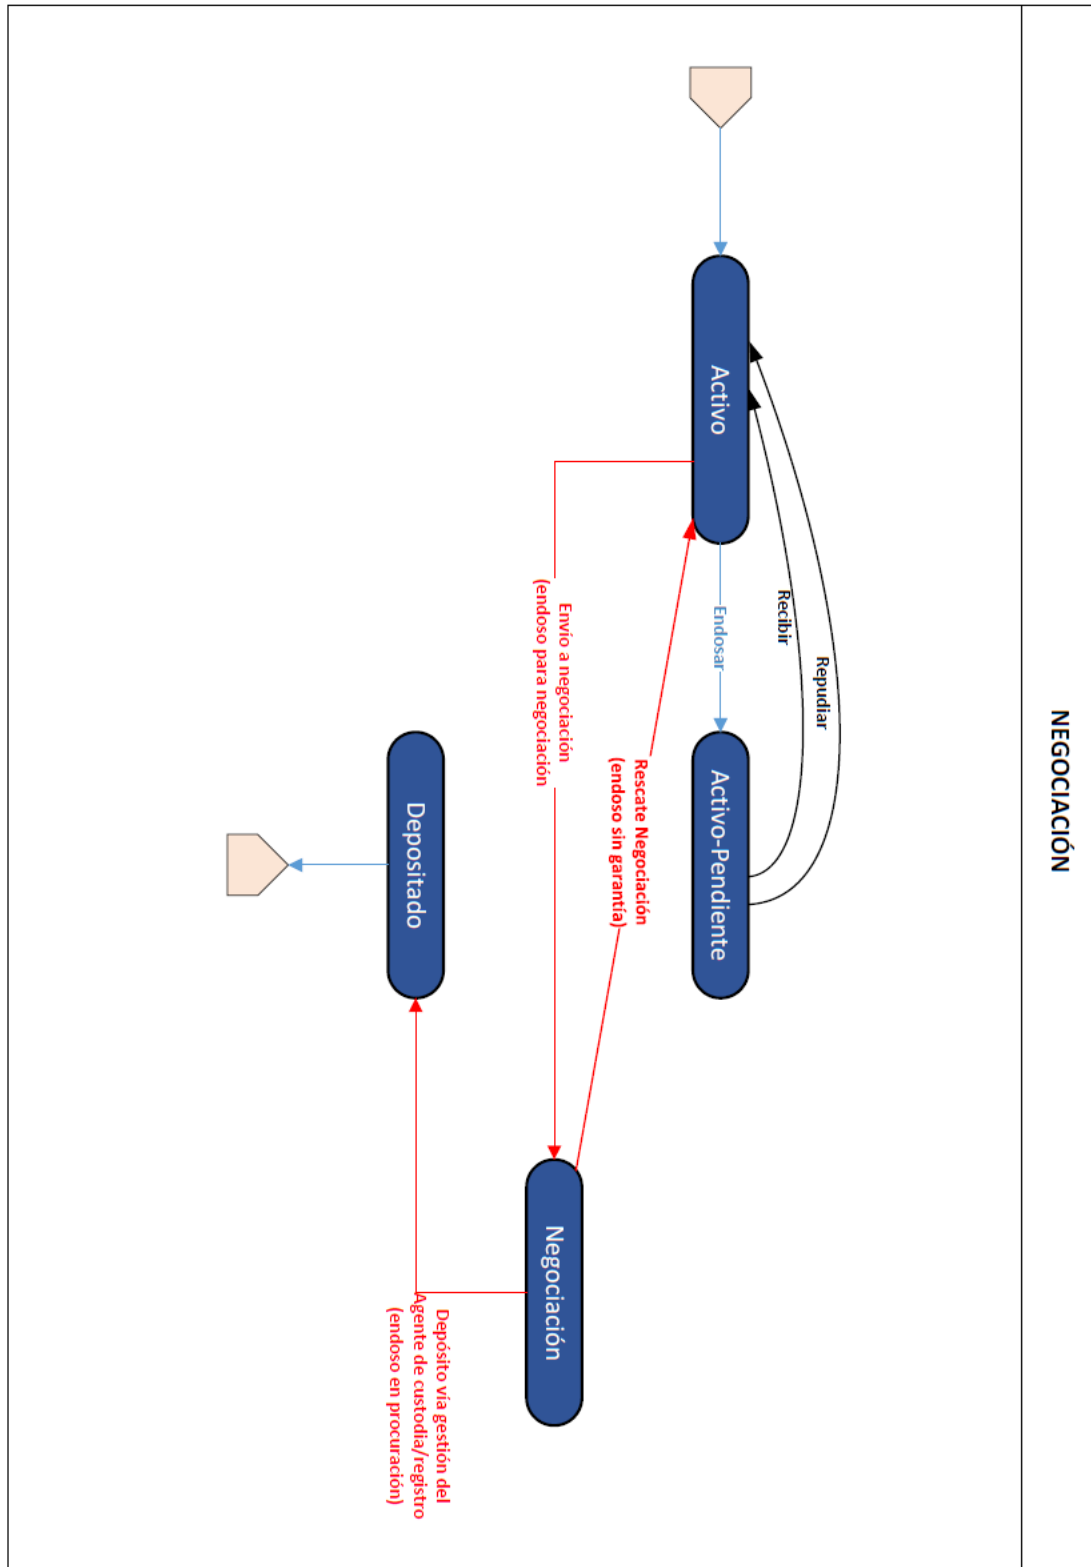 NEGOCIACIÓN
Activo
Endosar
Activo-Pendiente
Recibir
Repudiar
Envío a negociación
(endoso para negociación
Rescate Negociación
(endoso sin garantía)
Negociación
Depositado
Depósito vía gestión del
Agente de custodia/registro
(endoso en procuración)